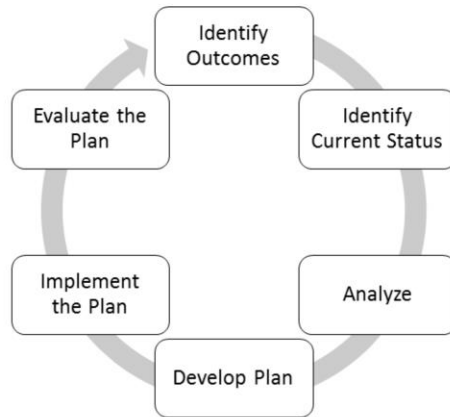 Identify
Outcomes
Identify
Current Status
Analyze
Develop Plan
Implement
the Plan
Evaluate the
Plan